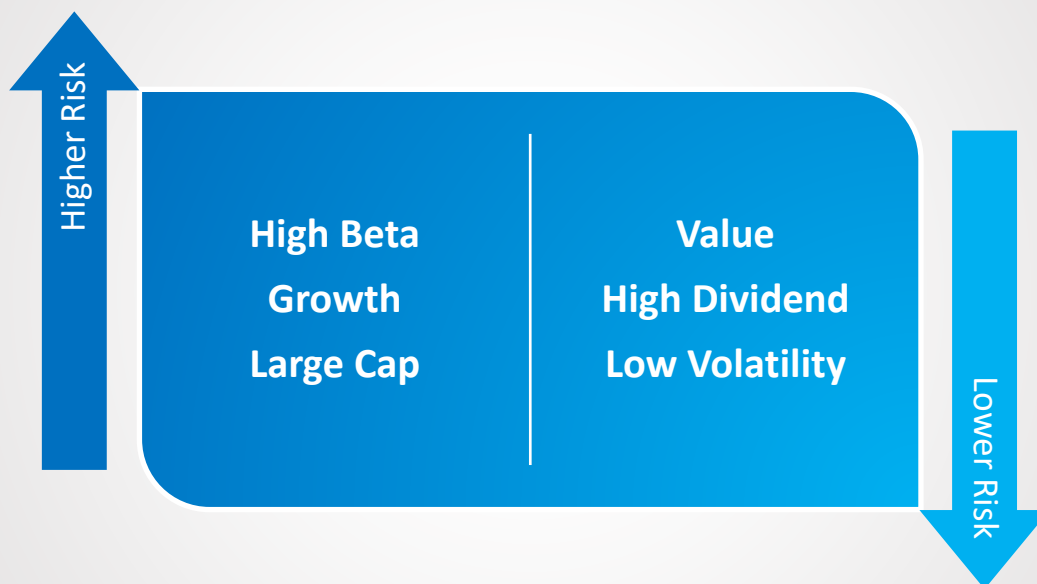 Higher Risk
High Beta
Growth
Large Cap
Value
High Dividend
Low Volatility
Lower Risk